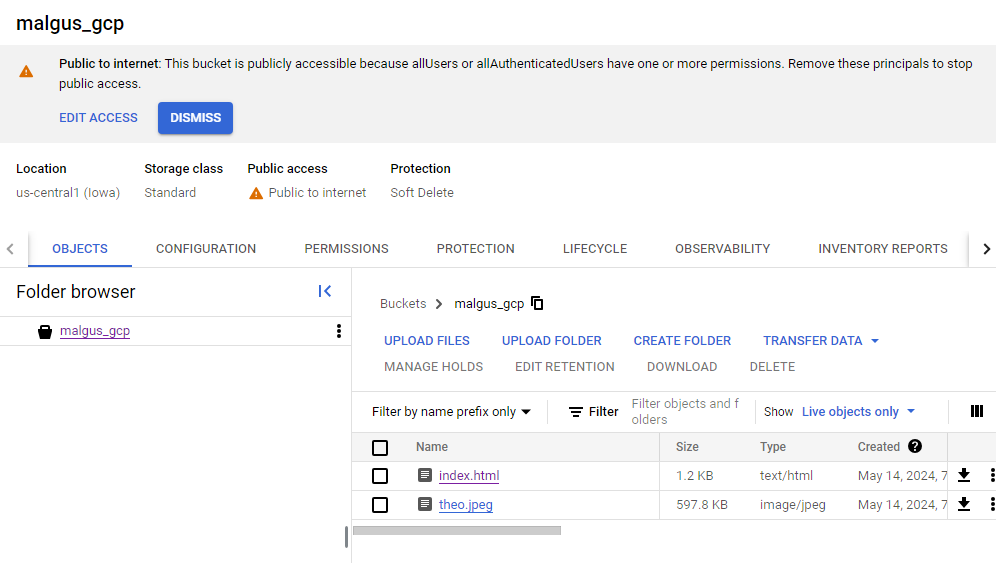 malgus_gcp
Public to internet: This bucket is publicly accessible because allUsers or allAuthenticatedUsers have one or more permissions. Remove these principals to stop
public access.
EDIT ACCESS DISMISS
Location Storage class Public access Protection
us-central1 (Iowa) Standard Public to internet Soft Delete
OBJECTS CONFIGURATION PERMISSIONS PROTECTION LIFECYCLE OBSERVABILITY INVENTORY REPORTS
Folder browser
malgus_gcp
Buckets malgus_gcp
UPLOAD FILES UPLOAD FOLDER CREATE FOLDER TRANSFER DATA
MANAGE HOLDS EDIT RETENTION DOWNLOAD DELETE
Filter by name prefix only Filter Filter objects and f
olders Show Live objects only
Name Size Type Created ?
index.html 1.2 KB text/html May 14, 2024, 7
theo.jpeg 597.8 KB image/jpeg May 14, 2024, 7